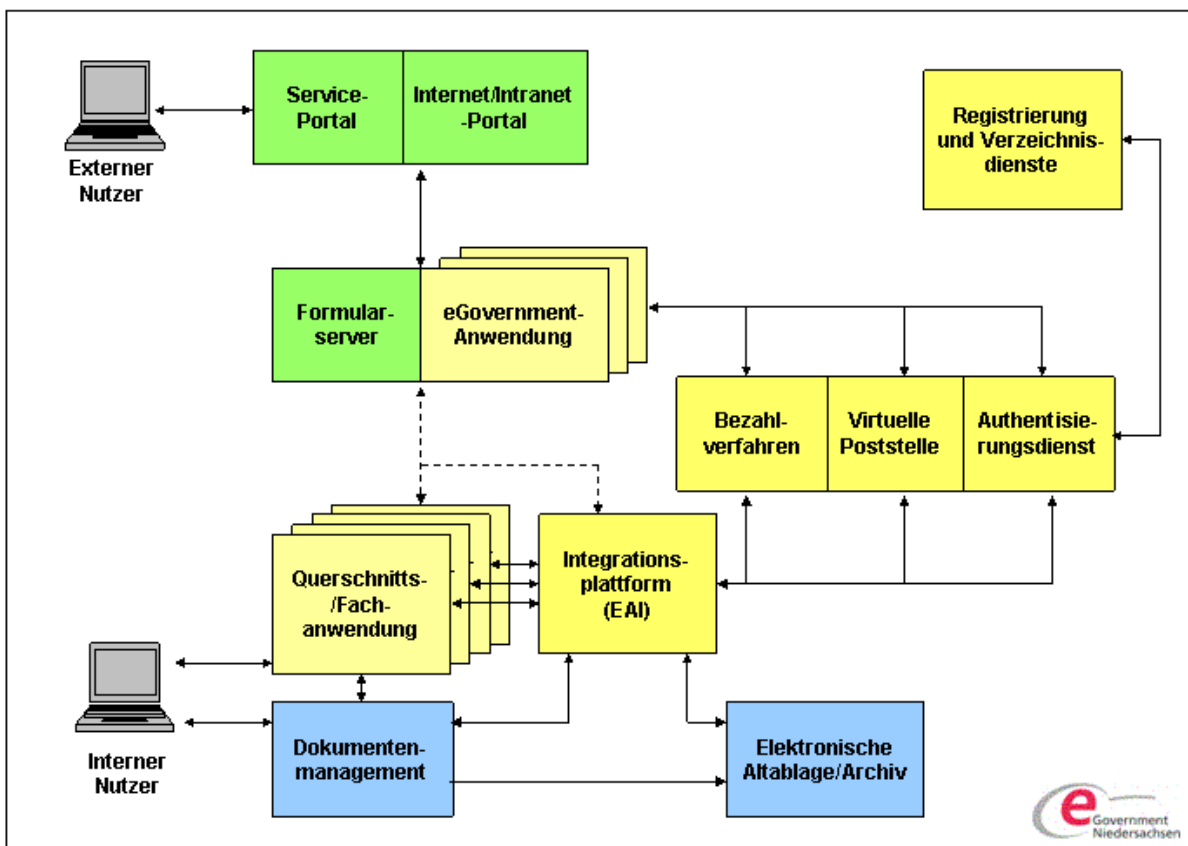 Service-
Portal
Internet/Intranet
-Portal
Externer
Nutzer
Registrierung
und Verzeichnis-
dienste
Formular-
server
eGovernment-
Anwendung
Bezahl-
verfahren
Virtuelle
Poststelle
Authentisie-
rungsdienst
Querschnitts-
/Fach-
anwendung
Integrations-
plattform
(EAI)
Interner
Nutzer
Dokumenten-
management
Elektronische
Altablage/Archiv
e
Government
Niedersachsen